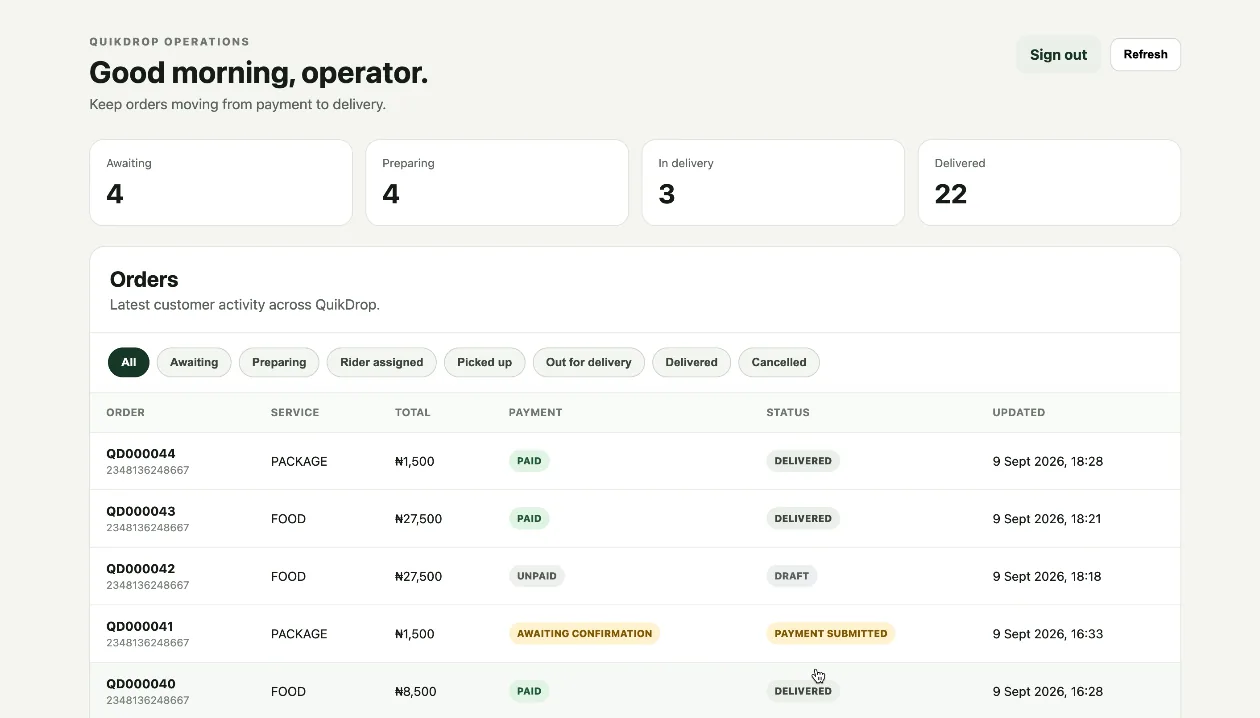 QUIKDROP OPERATIONS
Good morning, operator.
Keep orders moving from payment to delivery.
Sign out
Refresh
Awaiting
4
Preparing
4
In delivery
3
Delivered
22
Orders
Latest customer activity across QuikDrop.
All Awaiting Preparing Rider assigned Picked up Out for delivery Delivered Cancelled
ORDER SERVICE TOTAL PAYMENT STATUS UPDATED
QD000044
2348136248667
PACKAGE ₦1,500 PAID DELIVERED 9 Sept 2026, 18:28
QD000043
2348136248667
FOOD ₦27,500 PAID DELIVERED 9 Sept 2026, 18:21
QD000042
2348136248667
FOOD ₦27,500 UNPAID DRAFT 9 Sept 2026, 18:18
QD000041
2348136248667
PACKAGE ₦1,500 AWAITING CONFIRMATION PAYMENT SUBMITTED 9 Sept 2026, 16:33
QD000040
2348136248667
FOOD ₦8,500 PAID DELIVERED 9 Sept 2026, 16:28